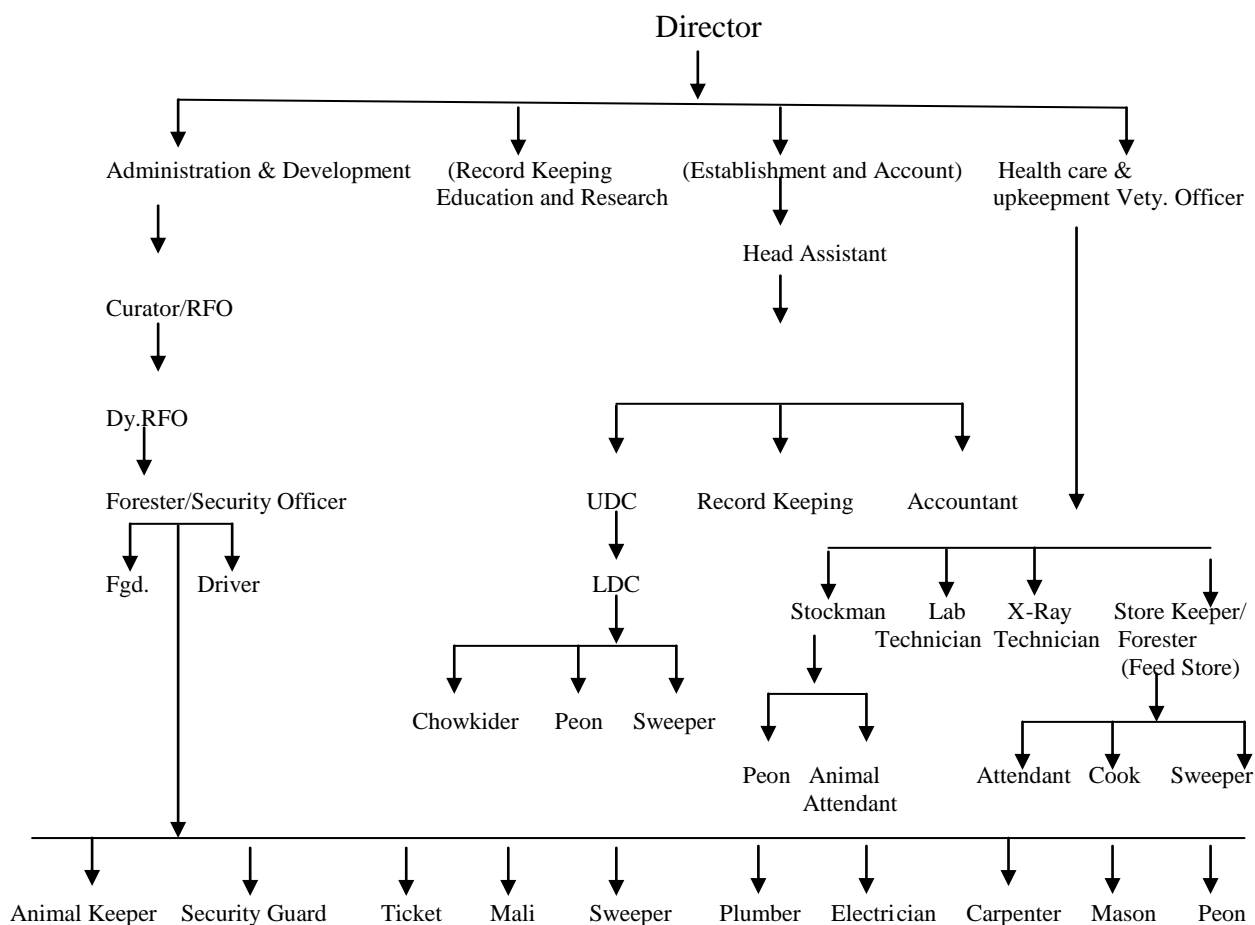 Director
Administration & Development
(Record Keeping
Education and Research
(Establishment and Account)
Health care &
upkeepment Vety. Officer
Head Assistant
Curator/RFO
Dy.RFO
Forester/Security Officer
UDC
Record Keeping
Accountant
Fgd.
Driver
LDC
Stockman
Lab
Technician
X-Ray
Technician
Store Keeper/
Forester
(Feed Store)
Chowkider
Peon
Sweeper
Peon
Animal
Attendant
Attendant
Cook
Sweeper
Animal Keeper
Security Guard
Ticket
Mali
Sweeper
Plumber
Electrician
Carpenter
Mason
Peon